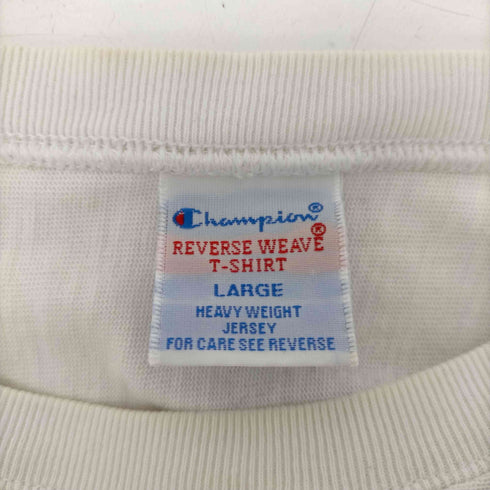 Champion®
REVERSE WEAVE®
T-SHIRT
LARGE
HEAVY WEIGHT
JERSEY
FOR CARE SEE REVERSE